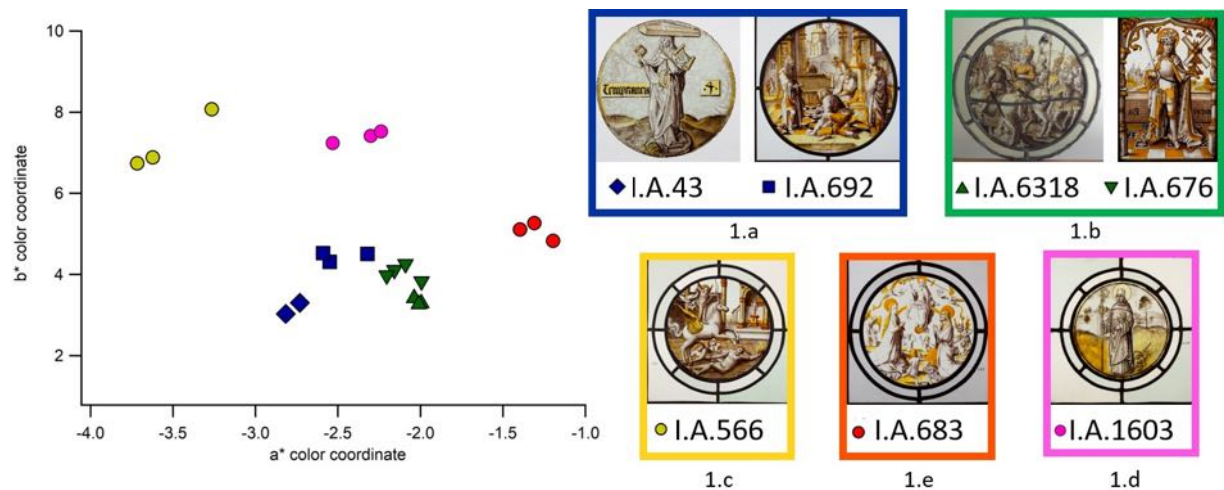 10
8
6
4
2
-4.0 -3.5 -3.0 -2.5 -2.0 -1.5 -1.0
b* color coordinate
a* color coordinate
I.A.43 I.A.692
1.a
I.A.6318 I.A.676
1.b
I.A.566
1.c
I.A.683
1.e
I.A.1603
1.d